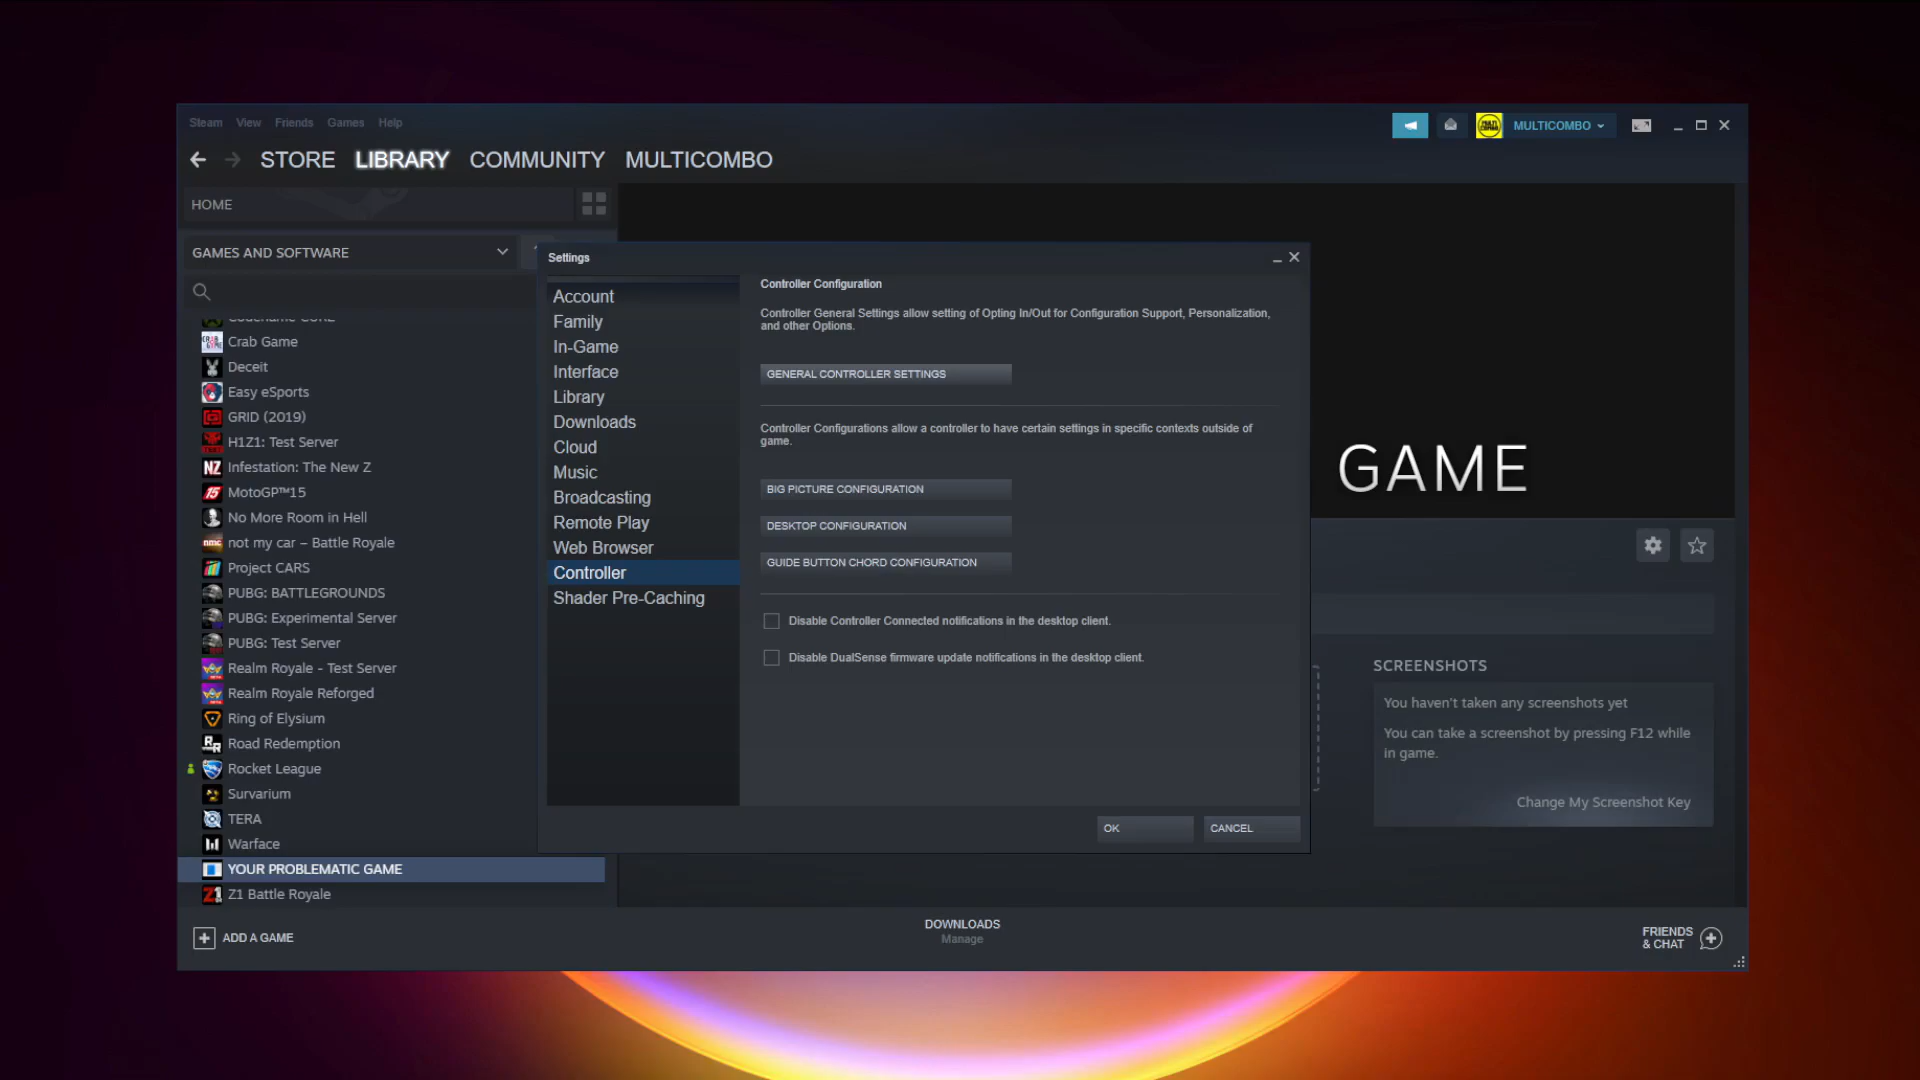 Steam View Friends Games Help
MULTICOMBO
STORE LIBRARY COMMUNITY MULTICOMBO
HOME
GAMES AND SOFTWARE
Crab Game
Deceit
Easy eSports
GRID (2019)
H1Z1: Test Server
Infestation: The New Z
MotoGP™15
No More Room in Hell
not my car – Battle Royale
Project CARS
PUBG: BATTLEGROUNDS
PUBG: Experimental Server
PUBG: Test Server
Realm Royale - Test Server
Realm Royale Reforged
Ring of Elysium
Road Redemption
Rocket League
Survarium
TERA
Warface
YOUR PROBLEMATIC GAME
Z1 Battle Royale
Settings
Account
Family
In-Game
Interface
Library
Downloads
Cloud
Music
Broadcasting
Remote Play
Web Browser
Controller
Shader Pre-Caching
Controller Configuration
Controller General Settings allow setting of Opting In/Out for Configuration Support, Personalization,
and other Options.
GENERAL CONTROLLER SETTINGS
Controller Configurations allow a controller to have certain settings in specific contexts outside of
game.
BIG PICTURE CONFIGURATION
DESKTOP CONFIGURATION
GUIDE BUTTON CHORD CONFIGURATION
Disable Controller Connected notifications in the desktop client.
Disable DualSense firmware update notifications in the desktop client.
OK
CANCEL
GAME
SCREENSHOTS
You haven't taken any screenshots yet
You can take a screenshot by pressing F12 while
in game.
Change My Screenshot Key
ADD A GAME
DOWNLOADS
Manage
FRIENDS
& CHAT